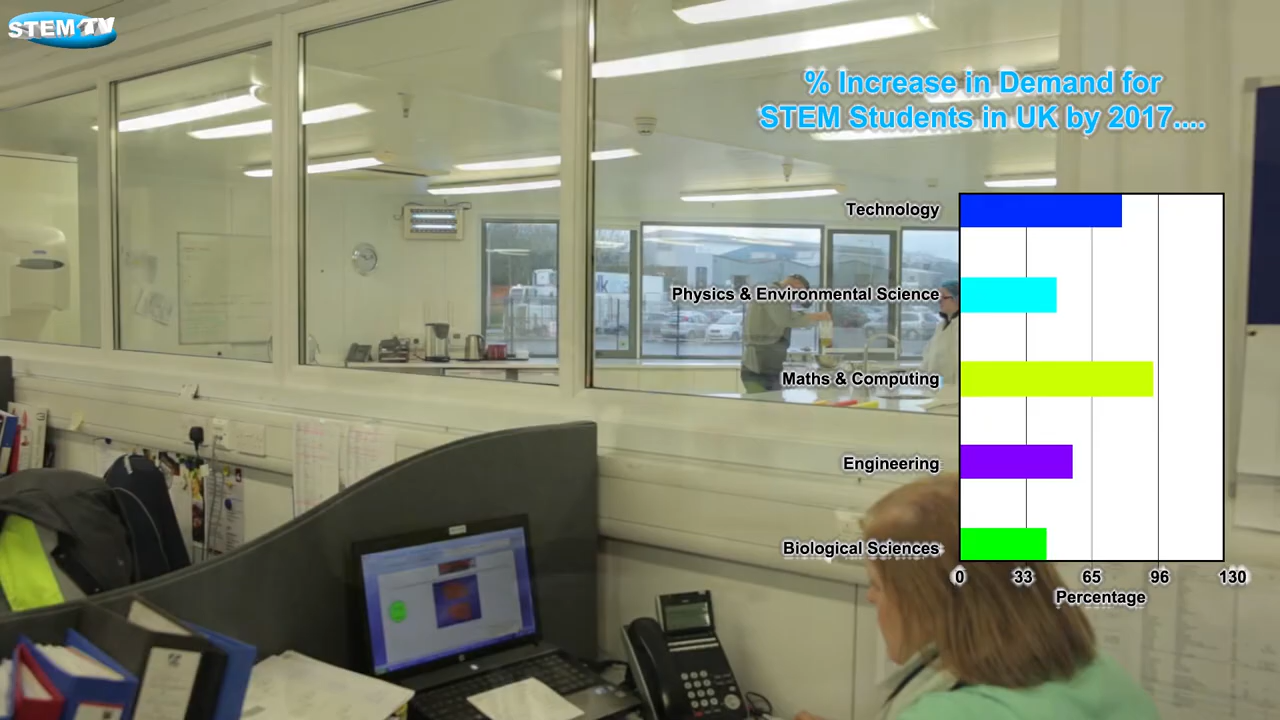 STEM TV
% Increase in Demand for
STEM Students in UK by 2017....
Technology
Physics & Environmental Science
Maths & Computing
Engineering
Biological Sciences
0 33 65 96 130
Percentage